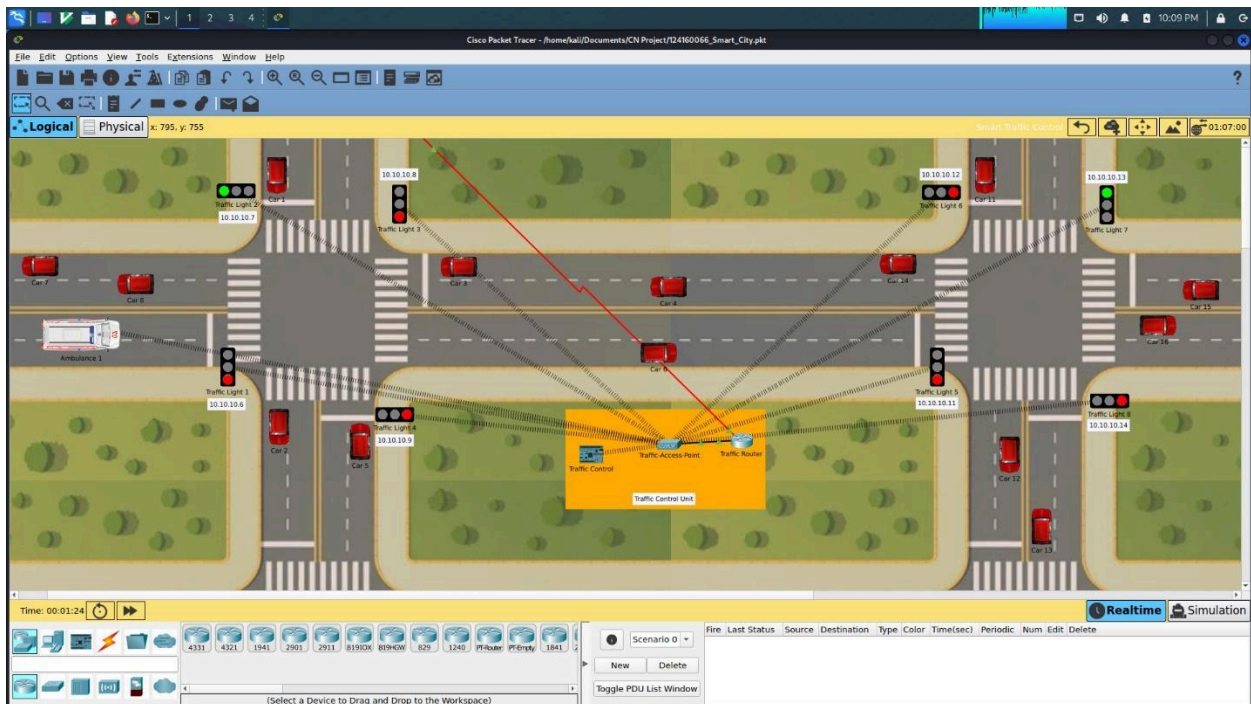 1 2 3 4
10:09 PM
Cisco Packet Tracer - /home/kali/Documents/CN Project/124160066_Smart_City.pkt
File Edit Options View Tools Extensions Window Help
?
Logical Physical x: 795, y: 755
Smart Traffic Control
01:07:00
10.10.10.8
10.10.10.12
10.10.10.13
Car 1
Car 11
Traffic Light 2
10.10.10.7
Traffic Light 3
Traffic Light 6
Traffic Light 7
Car 7
Car 8
Car 3
Car 4
Car 14
Car 15
Car 16
Ambulance 1
Car 6
Traffic Light 1
10.10.10.6
Traffic Light 5
10.10.10.11
Traffic Light 4
10.10.10.9
Traffic Light 8
10.10.10.14
Car 2
Car 5
Traffic Control
Traffic-Access-Point
Traffic Router
Car 12
Traffic Control Unit
Car 13
Time: 00:01:24
Realtime Simulation
4331 4321 1941 2901 2911 819IOX 819HGW 829 1240 PT-Router PT-Empty 1841
Scenario 0
New Delete
Toggle PDU List Window
Fire Last Status Source Destination Type Color Time(sec) Periodic Num Edit Delete
(Select a Device to Drag and Drop to the Workspace)